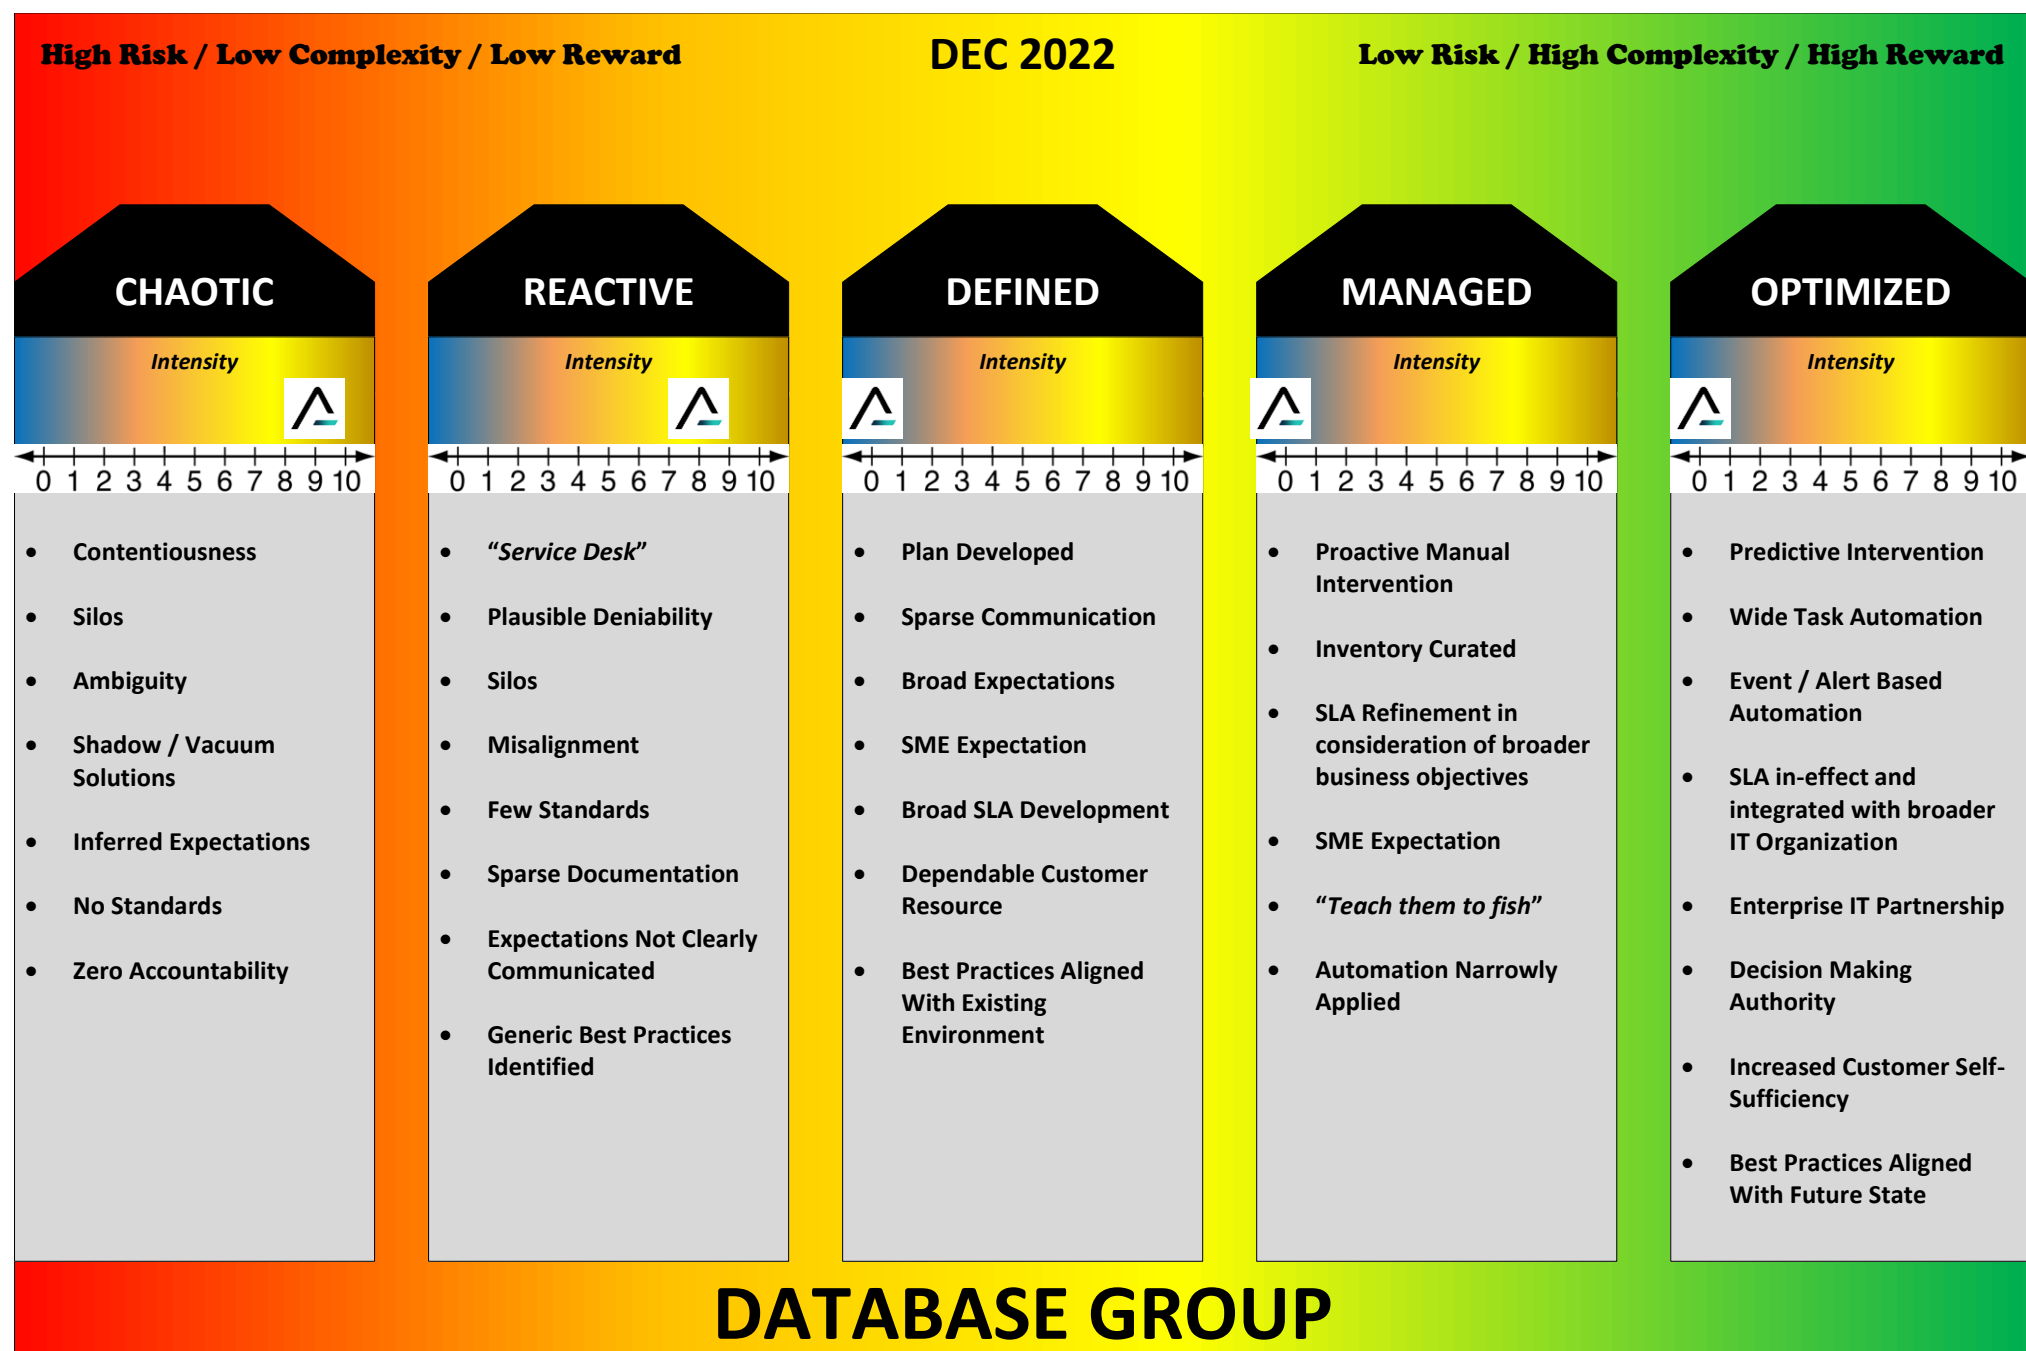 High Risk / Low Complexity / Low Reward
DEC 2022
Low Risk / High Complexity / High Reward
CHAOTIC
Intensity
0 1 2 3 4 5 6 7 8 9 10
• Contentiousness
• Silos
• Ambiguity
• Shadow / Vacuum
Solutions
• Inferred Expectations
• No Standards
• Zero Accountability
REACTIVE
Intensity
0 1 2 3 4 5 6 7 8 9 10
• “Service Desk”
• Plausible Deniability
• Silos
• Misalignment
• Few Standards
• Sparse Documentation
• Expectations Not Clearly
Communicated
• Generic Best Practices
Identified
DEFINED
Intensity
0 1 2 3 4 5 6 7 8 9 10
• Plan Developed
• Sparse Communication
• Broad Expectations
• SME Expectation
• Broad SLA Development
• Dependable Customer
Resource
• Best Practices Aligned
With Existing
Environment
MANAGED
Intensity
0 1 2 3 4 5 6 7 8 9 10
• Proactive Manual
Intervention
• Inventory Curated
• SLA Refinement in
consideration of broader
business objectives
• SME Expectation
• “Teach them to fish”
• Automation Narrowly
Applied
OPTIMIZED
Intensity
0 1 2 3 4 5 6 7 8 9 10
• Predictive Intervention
• Wide Task Automation
• Event / Alert Based
Automation
• SLA in-effect and
integrated with broader
IT Organization
• Enterprise IT Partnership
• Decision Making
Authority
• Increased Customer Self-
Sufficiency
• Best Practices Aligned
With Future State
DATABASE GROUP